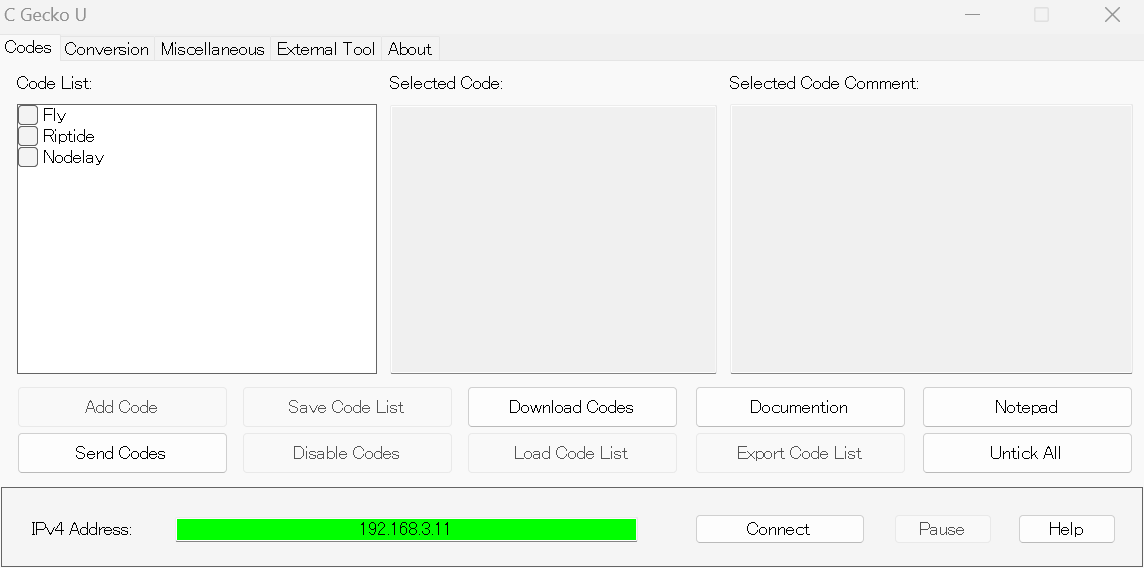 C Gecko U
Codes Conversion Miscellaneous External Tool About
Code List: Selected Code: Selected Code Comment:
Fly
Riptide
Nodelay
Add Code Save Code List Download Codes Documention Notepad
Send Codes Disable Codes Load Code List Export Code List Untick All
IPv4 Address: 192.168.3.11 Connect Pause Help